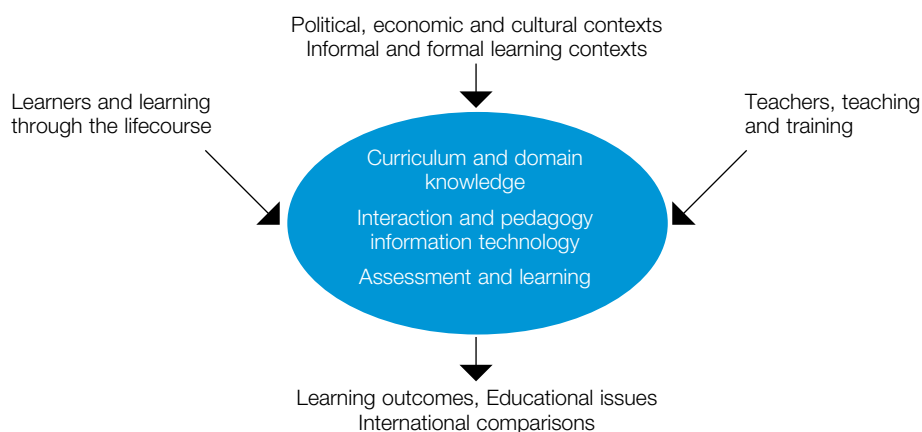 Political, economic and cultural contexts
Informal and formal learning contexts
Learners and learning
through the lifecourse
Teachers, teaching
and training
Curriculum and domain
knowledge
Interaction and pedagogy
information technology
Assessment and learning
Learning outcomes, Educational issues
International comparisons